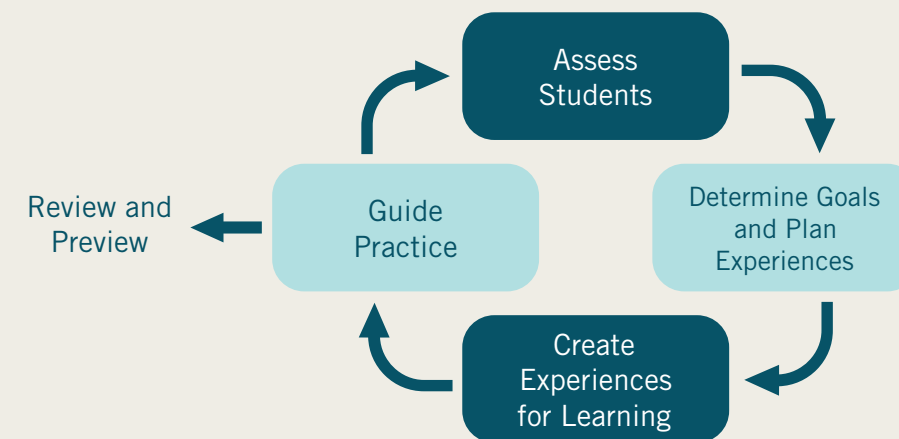 Assess
Students
Review and
Preview
Guide
Practice
Determine Goals
and Plan
Experiences
Create
Experiences
for Learning